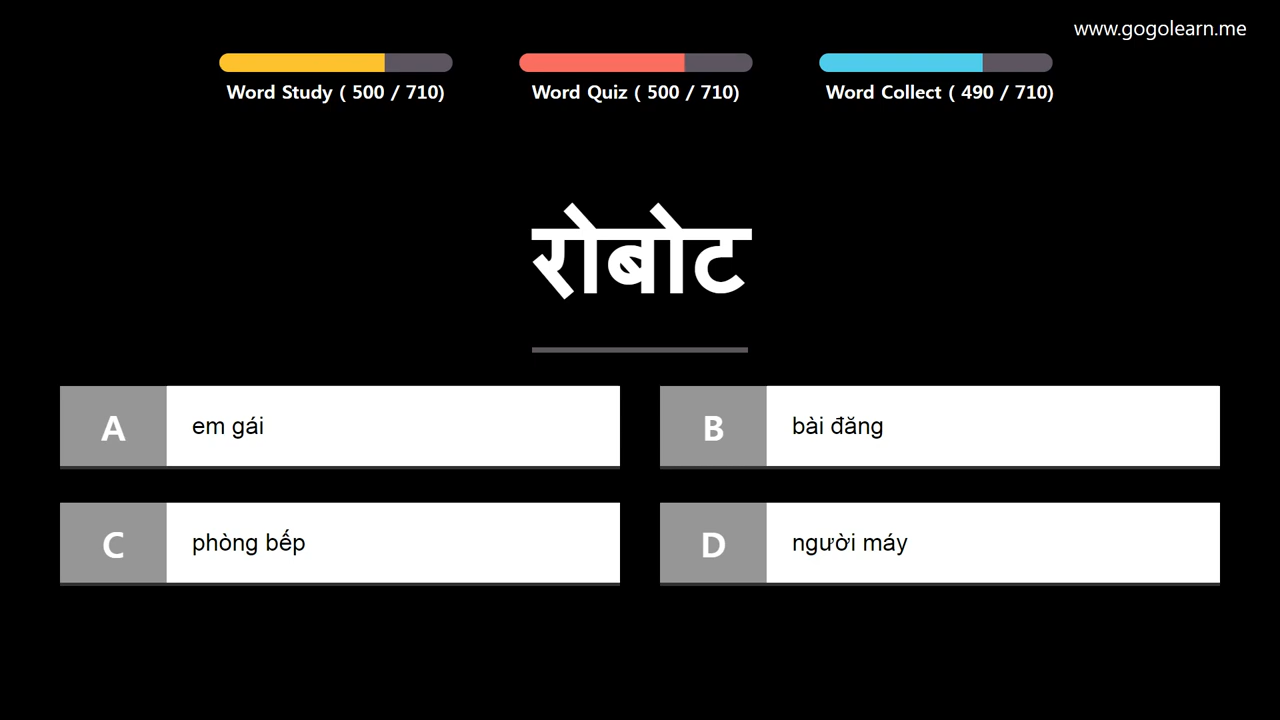 www.gogolearn.me
Word Study ( 500 / 710)
Word Quiz ( 500 / 710)
Word Collect ( 490 / 710)
रोबोट
A em gái
B bài đăng
C phòng bếp
D người máy